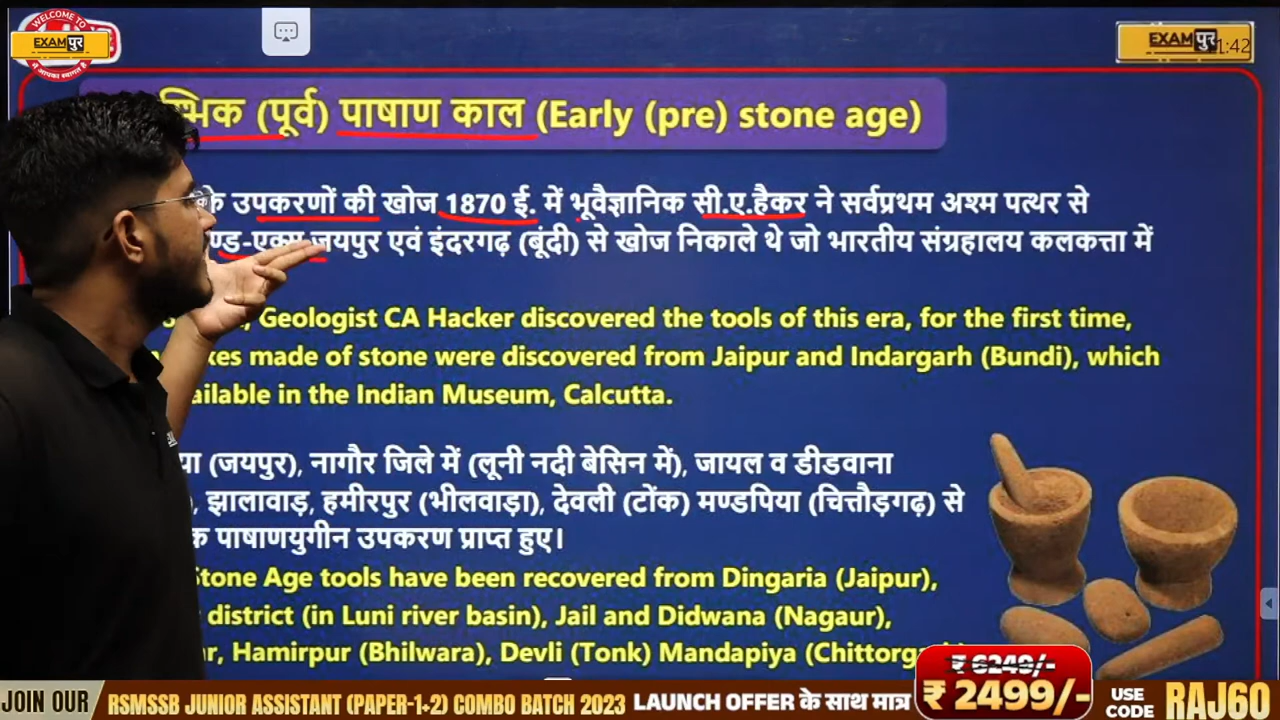 WELCOME TO
EXAMपुर
में आपका स्वागत है
EXAMपुर
1:42
(पूर्व) पाषाण काल (Early (pre) stone age)
के उपकरणों की खोज 1870 ई. में भूवैज्ञानिक सी.ए.हैकर ने सर्वप्रथम अश्म पत्थर से
जयपुर एवं इंदरगढ़ (बूंदी) से खोज निकाले थे जो भारतीय संग्रहालय कलकत्ता में
Geologist CA Hacker discovered the tools of this era, for the first time,
made of stone were discovered from Jaipur and Indargarh (Bundi), which
in the Indian Museum, Calcutta.
(जयपुर), नागौर जिले में (लूनी नदी बेसिन में), जायल व डीडवाना
झालावाड़, हमीरपुर (भीलवाड़ा), देवली (टोंक) मण्डपिया (चित्तौड़गढ़) से
पाषाणयुगीन उपकरण प्राप्त हुए।
Stone Age tools have been recovered from Dingaria (Jaipur),
district (in Luni river basin), Jail and Didwana (Nagaur),
Hamirpur (Bhilwara), Devli (Tonk) Mandapiya
JOIN OUR RSMSSB JUNIOR ASSISTANT (PAPER-1+2) COMBO BATCH 2023 LAUNCH OFFER के साथ मात्र
₹ 6249/-
₹ 2499/-
USE CODE RAJ60